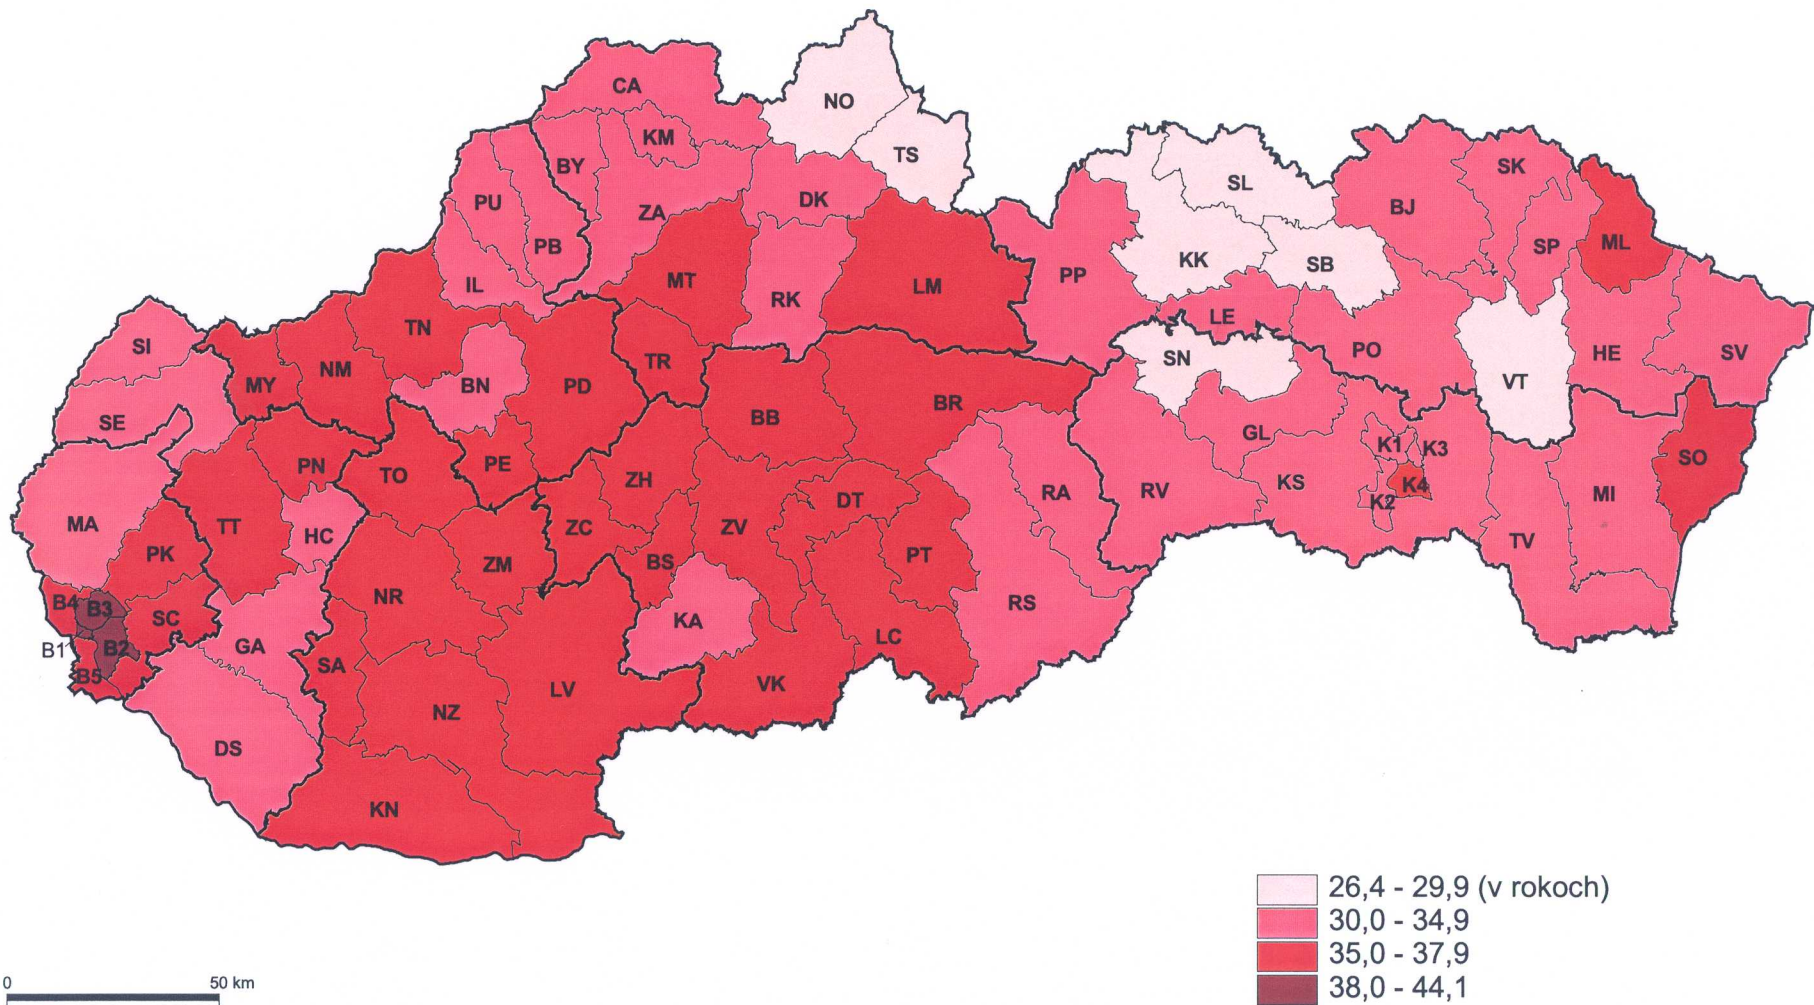 CA
NO
KM
TS
BY
SK
SL
PU
DK
BJ
ZA
PB
SP
ML
KK
SB
PP
IL
MT
LM
RK
LE
TN
SI
PO
HE
SV
SN
TR
NM
MY
BN
PD
VT
BR
BB
SE
GL
K1
K3
SO
PN
TO
PE
ZH
KS
K4
RV
RA
MI
DT
K2
MA
TT
HC
ZC
ZV
TV
PK
PT
BS
ZM
NR
B4
B3
RS
SC
KA
LC
GA
B1
B2
SA
B5
LV
VK
NZ
DS
KN
26,4 - 29,9 (v rokoch)
30,0 - 34,9
35,0 - 37,9
38,0 - 44,1
0 50 km